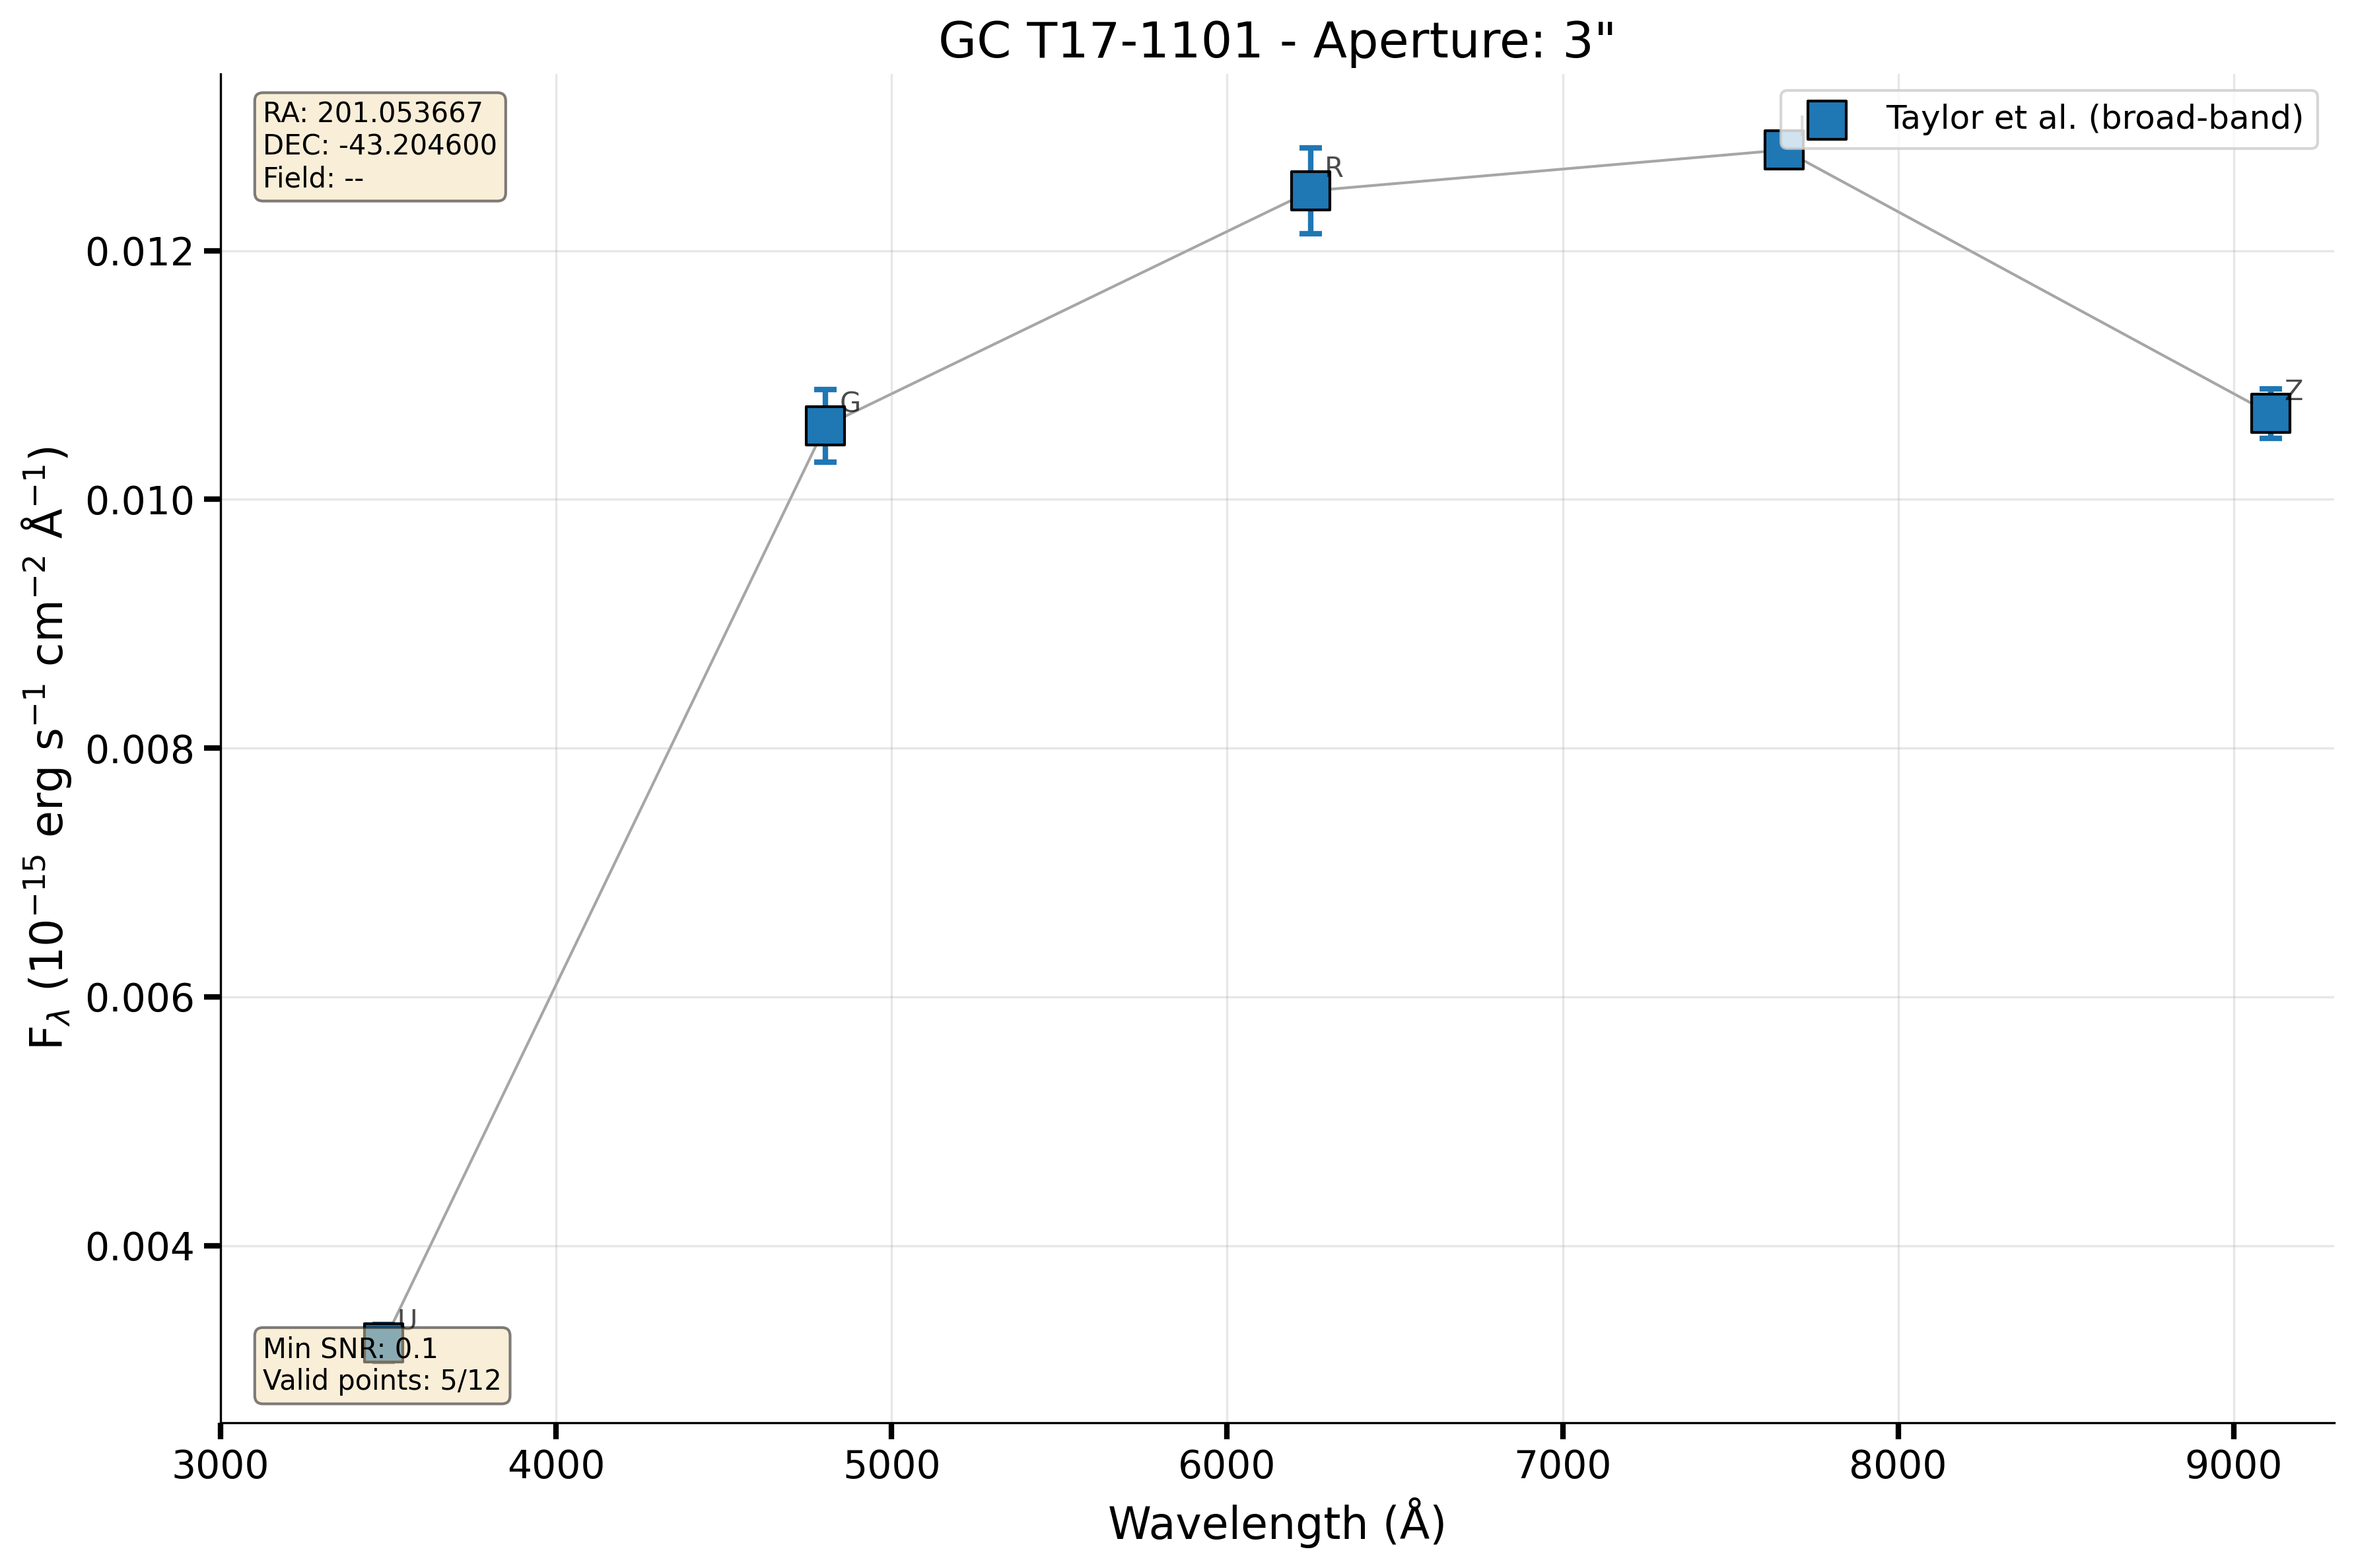 GC T17-1101 - Aperture: 3"
RA: 201.053667
DEC: -43.204600
Field: --
Taylor et al. (broad-band)
R
G
Z
U
0.012
0.010
0.008
0.006
0.004
F_λ (10⁻¹⁵ erg s⁻¹ cm⁻² Å⁻¹)
Min SNR: 0.1
Valid points: 5/12
3000 4000 5000 6000 7000 8000 9000
Wavelength (Å)